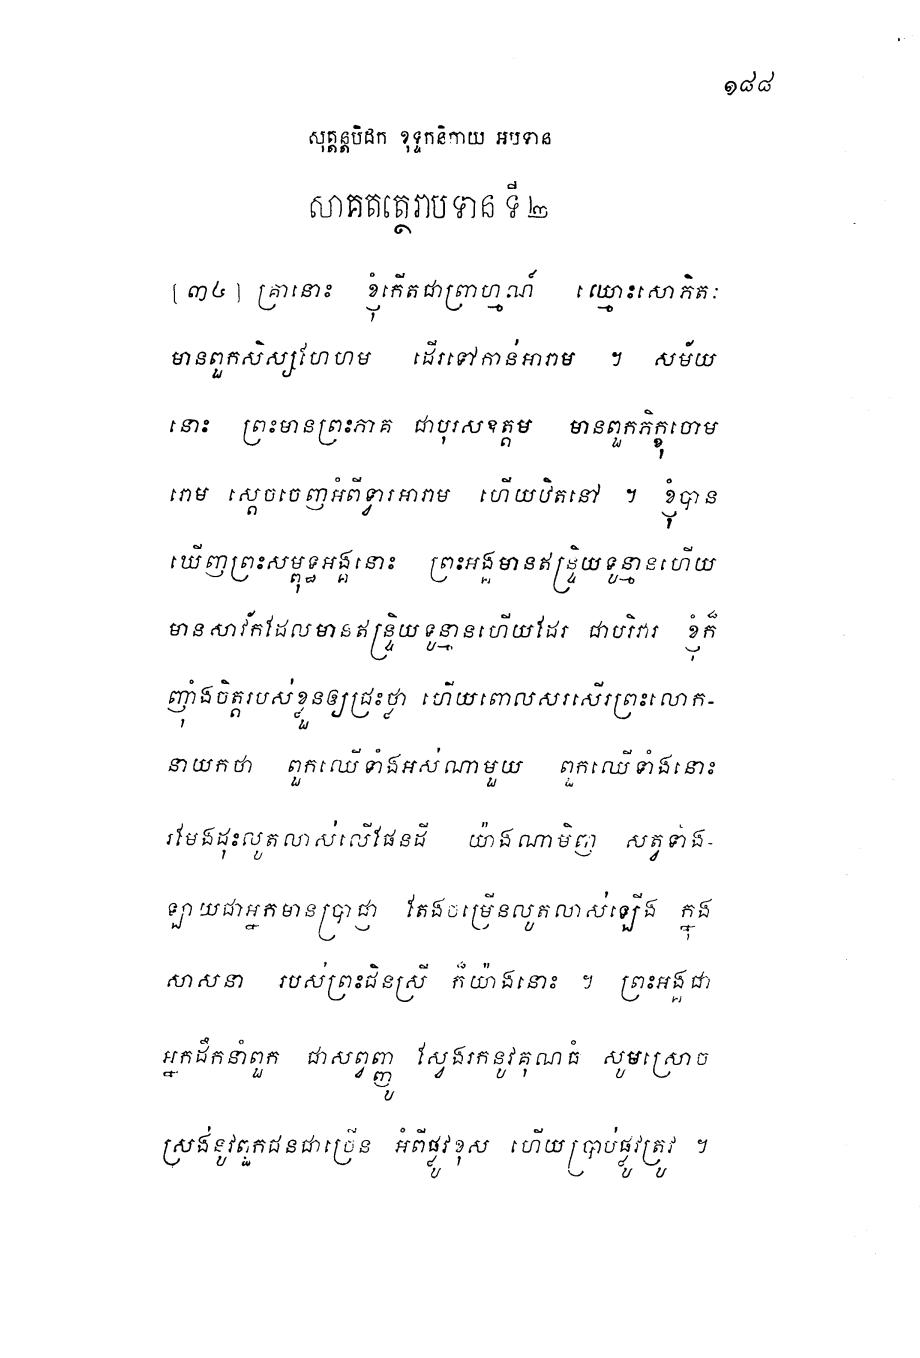 ១៨៨
សុត្តន្តបិដក ខុទ្ទកនិកាយ អបទាន
សាគតត្ថេរាបទាន ទី២
[៣៤] គ្រានោះ ខ្ញុំកើតជាព្រាហ្មណ៍ ឈ្មោះសោភិតៈ
មានពួកសិស្សហែហម ដើរទៅកាន់អារាម ។ សម័យ
នោះ ព្រះមានព្រះភាគ ជាបុរសឧត្តម មានពួកភិក្ខុចោម
រោម ស្តេចចេញអំពីទ្វារអារាម ហើយឋិតនៅ ។ ខ្ញុំបាន
ឃើញព្រះសម្ពុទ្ធអង្គនោះ ព្រះអង្គមានឥន្ទ្រិយទូន្មានហើយ
មានសាវ័កដែលមានឥន្ទ្រិយទូន្មានហើយដែរ ជាបរិវារ ខ្ញុំក៏
ញ៉ាំងចិត្តរបស់ខ្លួនឲ្យជ្រះថ្លា ហើយពោលសរសើរព្រះលោក-
នាយកថា ពួកឈើទាំងអស់ណាមួយ ពួកឈើទាំងនោះ
រមែងដុះលូតលាស់លើផែនដី យ៉ាងណាមិញ សត្វទាំង-
ឡាយជាអ្នកមានប្រាជ្ញា តែងចម្រើនលូតលាស់ឡើង ក្នុង
សាសនា របស់ព្រះជិនស្រី ក៏យ៉ាងនោះ ។ ព្រះអង្គជា
អ្នកដឹកនាំពួក ជាសព្វញ្ញូ ស្វែងរកនូវគុណធំ សូមស្រោច
ស្រង់នូវពួកជនជាច្រើន អំពីផ្លូវខុស ហើយប្រាប់ផ្លូវត្រូវ ។